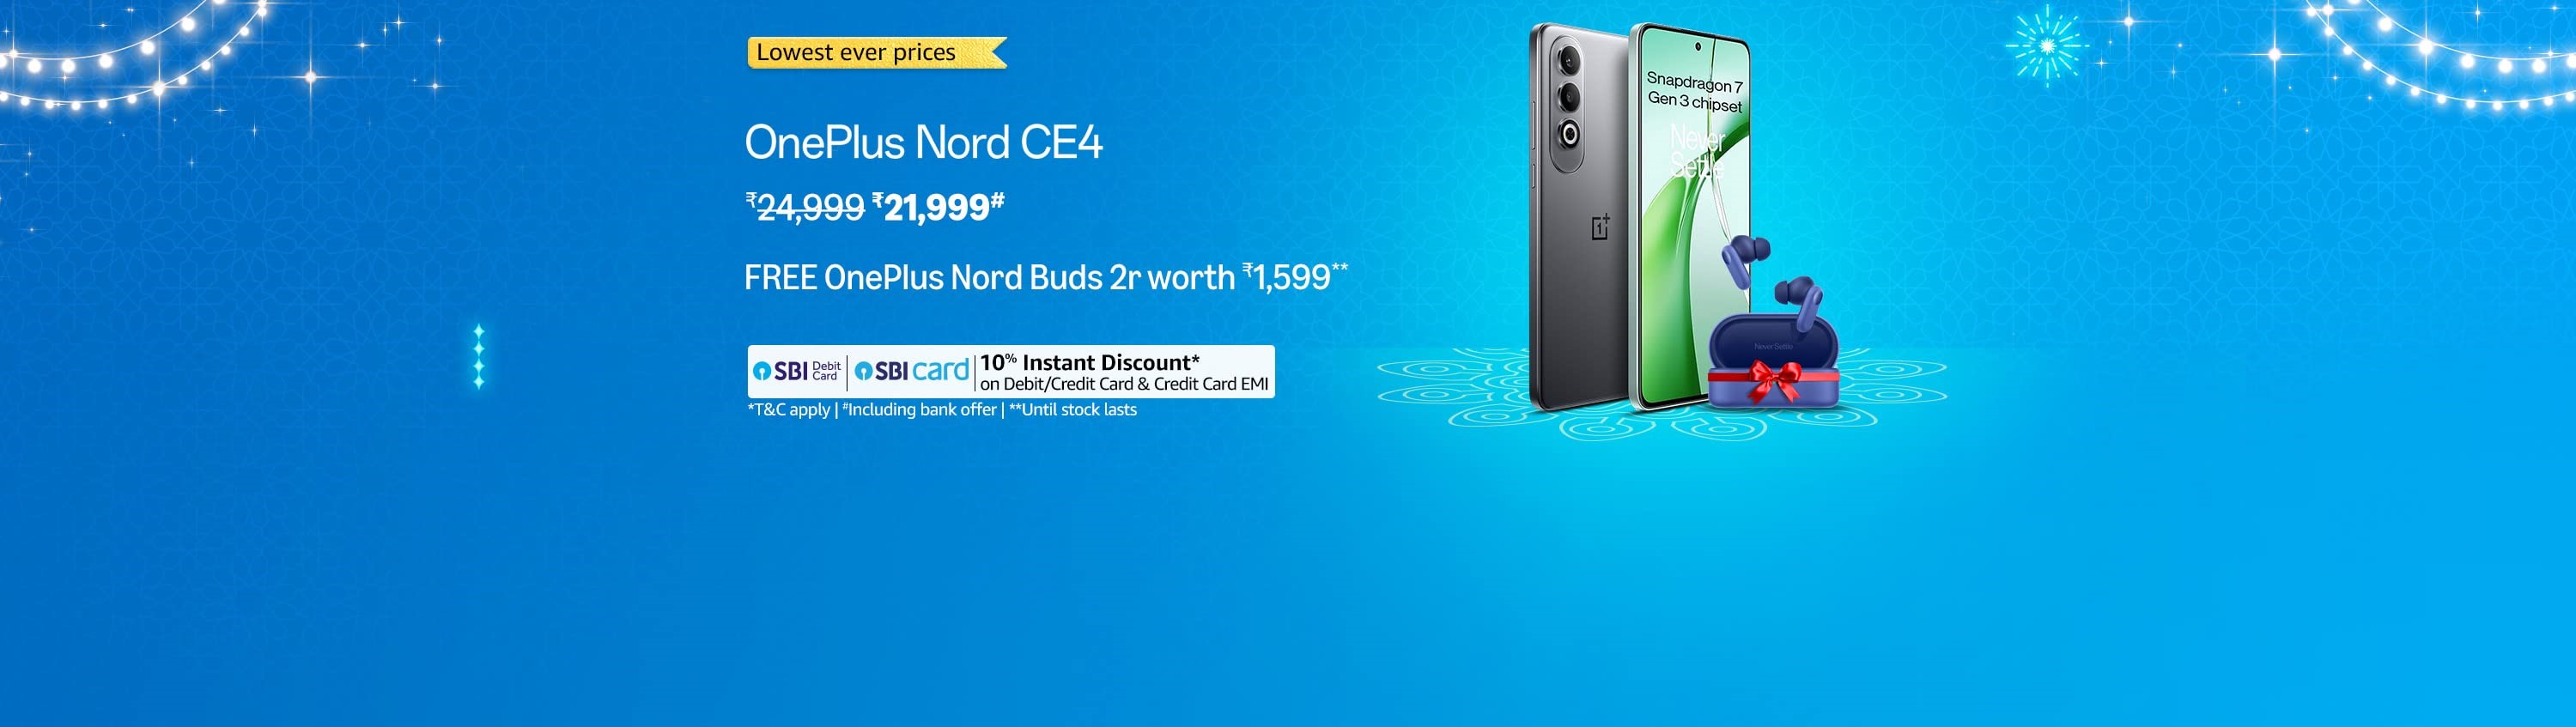 Lowest ever prices
OnePlus Nord CE4
₹24,999 ₹21,999#
FREE OnePlus Nord Buds 2r worth ₹1,599**
SBI Debit Card | SBI card | 10% Instant Discount*
on Debit/Credit Card & Credit Card EMI
*T&C apply | #Including bank offer | **Until stock lasts
Snapdragon 7
Gen 3 chipset
Never
Settle
Never Settle